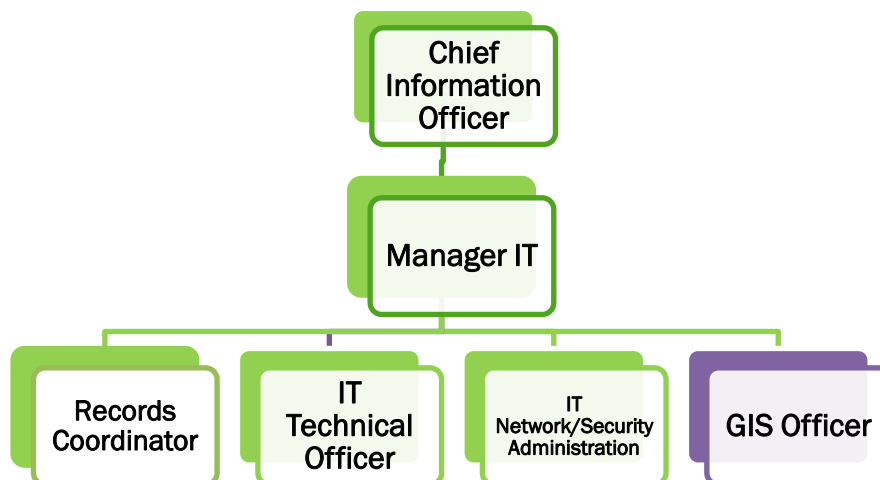 Chief
Information
Officer
Manager IT
Records
Coordinator
IT
Technical
Officer
IT
Network/Security
Administration
GIS Officer